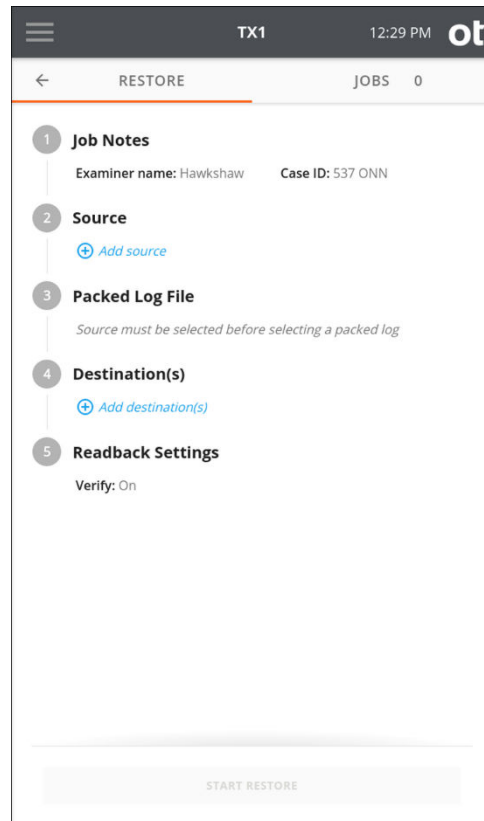 TX1 12:29 PM ot
RESTORE JOBS 0
1 Job Notes
Examiner name: Hawkshaw Case ID: 537 ONN
2 Source
Add source
3 Packed Log File
Source must be selected before selecting a packed log
4 Destination(s)
Add destination(s)
5 Readback Settings
Verify: On
START RESTORE